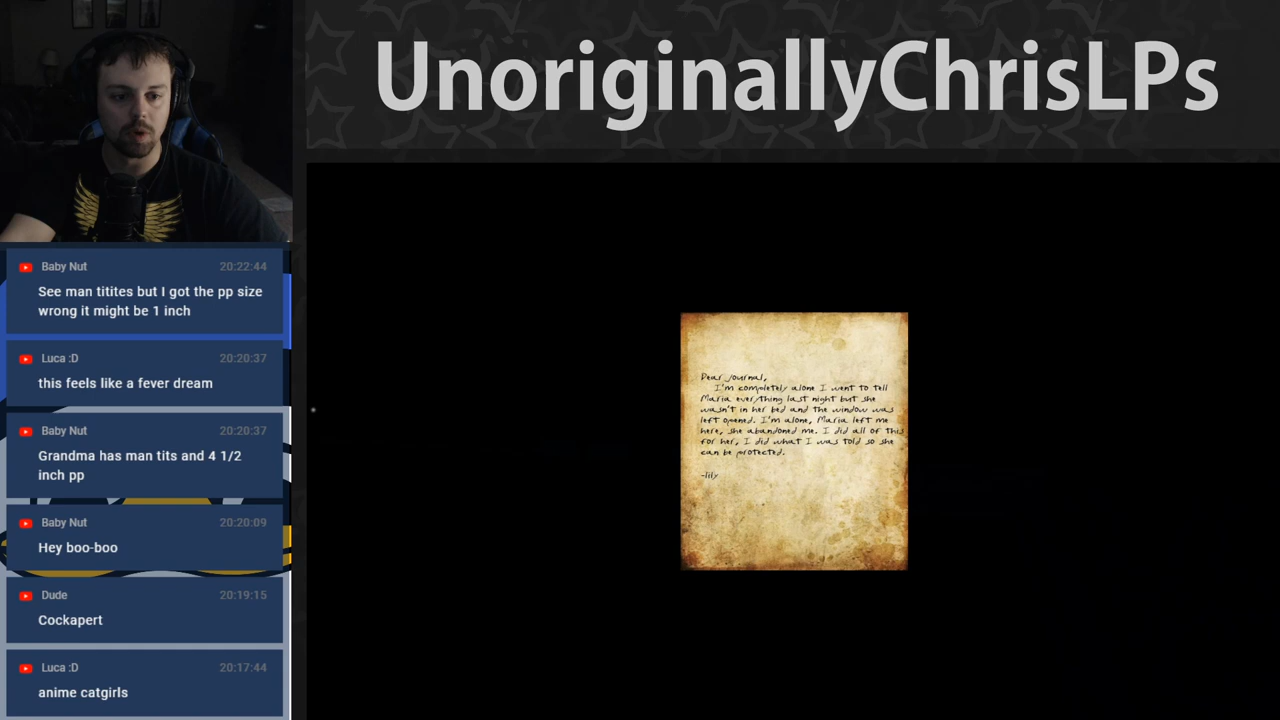 UnoriginallyChrisLPs
Baby Nut 20:22:44
See man titites but I got the pp size
wrong it might be 1 inch
Luca :D 20:20:37
this feels like a fever dream
Baby Nut 20:20:37
Grandma has man tits and 4 1/2
inch pp
Baby Nut 20:20:09
Hey boo-boo
Dude 20:19:15
Cockapert
Luca :D 20:17:44
anime catgirls
Dear journal,
I'm completely alone I went to tell
Maria everything last night but she
wasn't in her bed and the window was
left opened. I'm alone, Maria left me
here, she abandoned me. I did all of this
for her, I did what I was told so she
can be protected.
-lily